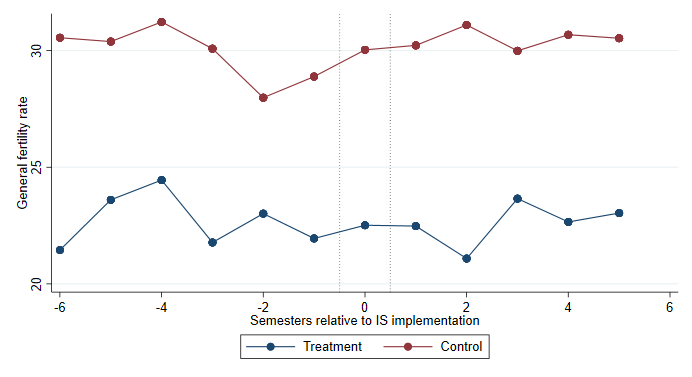 General fertility rate
30
25
20
-6 -4 -2 0 2 4 6
Semesters relative to IS implementation
Treatment Control